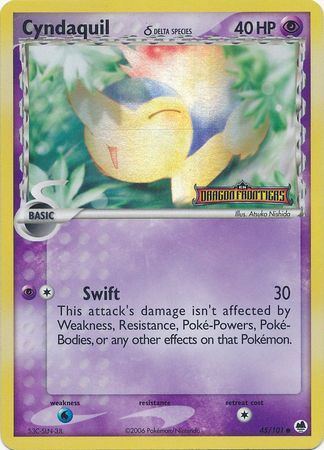 Cyndaquil δ DELTA SPECIES 40 HP
δ
BASIC
DRAGON FRONTIERS
Illus. Atsuko Nishida
Swift 30
This attack's damage isn't affected by
Weakness, Resistance, Poké-Powers, Poké-
Bodies, or any other effects on that Pokémon.
weakness resistance retreat cost
©2006 Pokémon/Nintendo 45/101 ●